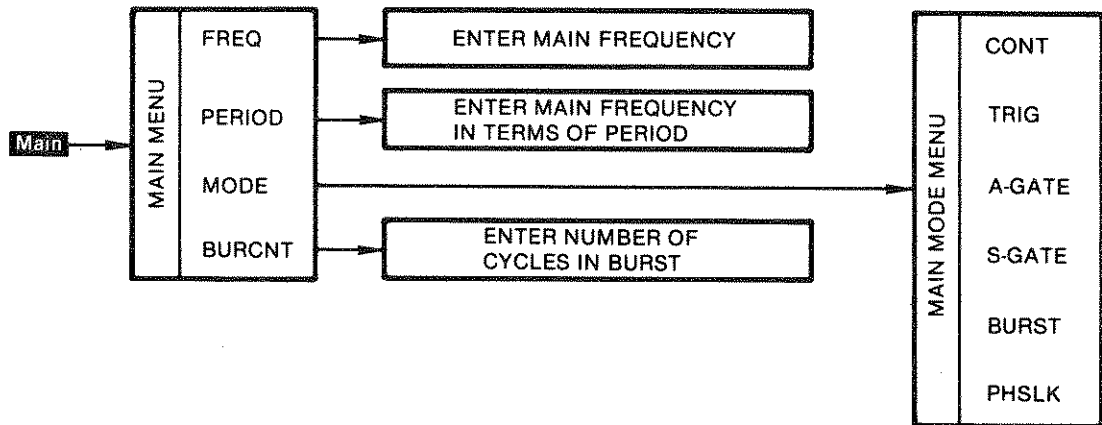 Main
MAIN MENU
FREQ
PERIOD
MODE
BURCNT
ENTER MAIN FREQUENCY
ENTER MAIN FREQUENCY
IN TERMS OF PERIOD
ENTER NUMBER OF
CYCLES IN BURST
MAIN MODE MENU
CONT
TRIG
A-GATE
S-GATE
BURST
PHSLK